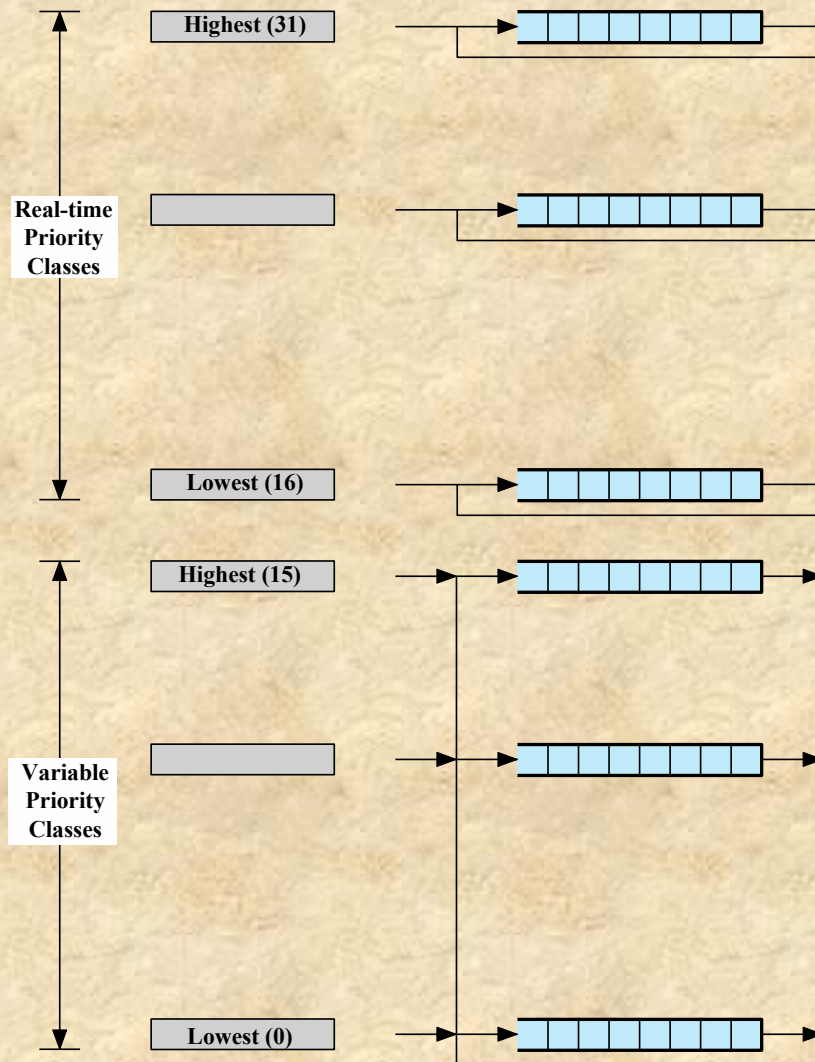 Highest (31)
Real-time
Priority
Classes
Lowest (16)
Highest (15)
Variable
Priority
Classes
Lowest (0)